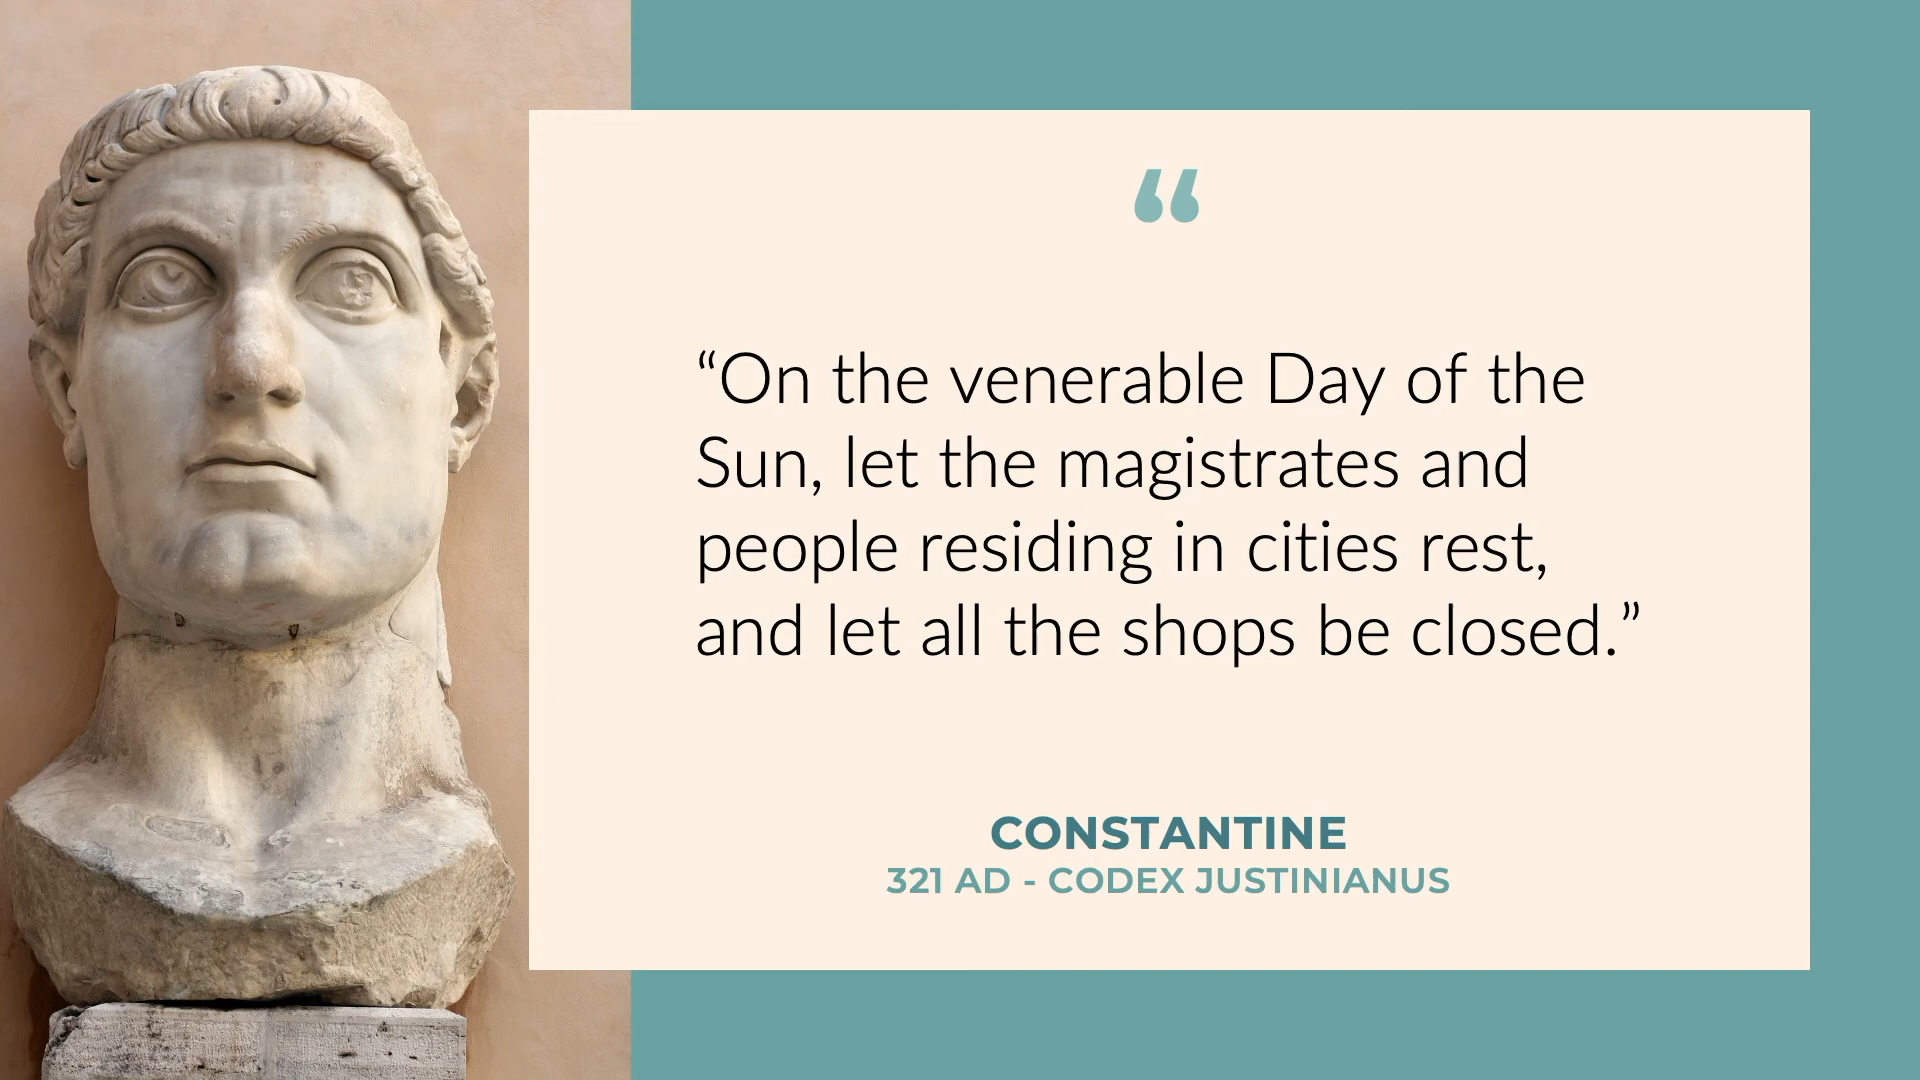 “
“On the venerable Day of the
Sun, let the magistrates and
people residing in cities rest,
and let all the shops be closed.”
CONSTANTINE
321 AD - CODEX JUSTINIANUS